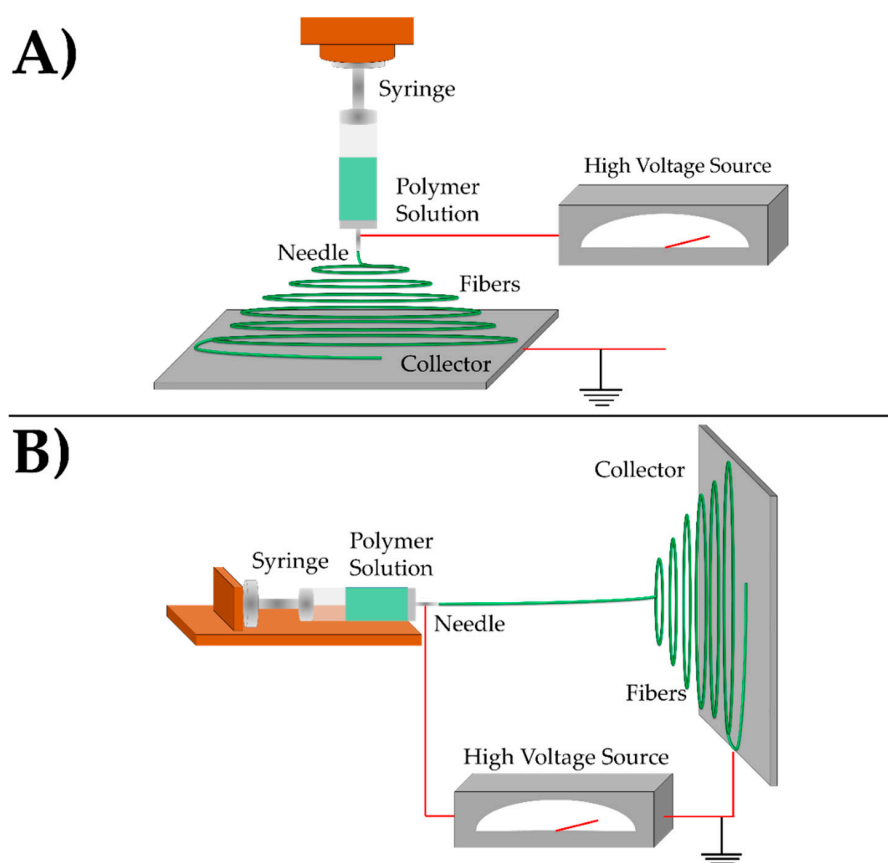 A)
Syringe
High Voltage Source
Polymer
Solution
Needle
Fibers
Collector
B)
Collector
Syringe
Polymer
Solution
Needle
Fibers
High Voltage Source